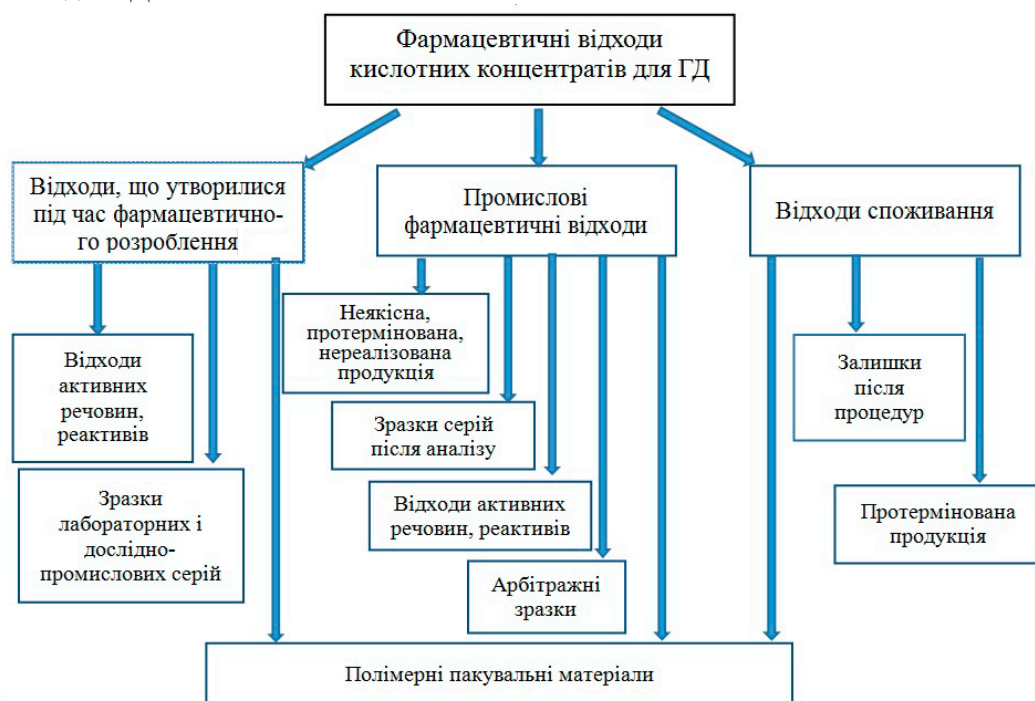 Фармацевтичні відходи
кислотних концентратів для ГД
Відходи, що утворилися
під час фармацевтично-
го розроблення
Промислові
фармацевтичні відходи
Відходи споживання
Відходи
активних
речовин,
реактивів
Зразки
лабораторних і
дослідно-
промислових серій
Неякісна,
протермінована,
нереалізована
продукція
Зразки серій
після аналізу
Відходи активних
речовин, реактивів
Арбітражні
зразки
Залишки
після
процедур
Протермінована
продукція
Полімерні пакувальні матеріали